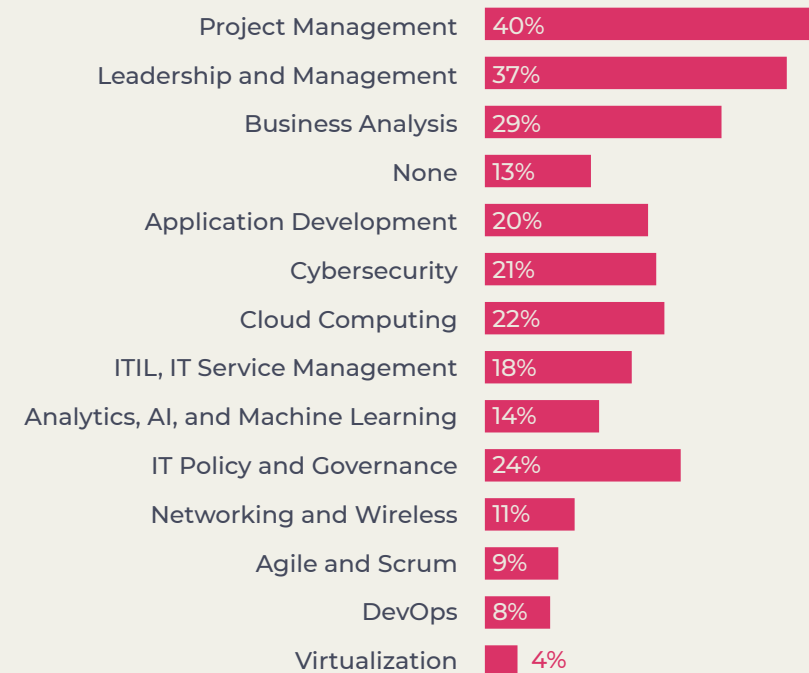 Project Management 40%
Leadership and Management 37%
Business Analysis 29%
None 13%
Application Development 20%
Cybersecurity 21%
Cloud Computing 22%
ITIL, IT Service Management 18%
Analytics, AI, and Machine Learning 14%
IT Policy and Governance 24%
Networking and Wireless 11%
Agile and Scrum 9%
DevOps 8%
Virtualization 4%